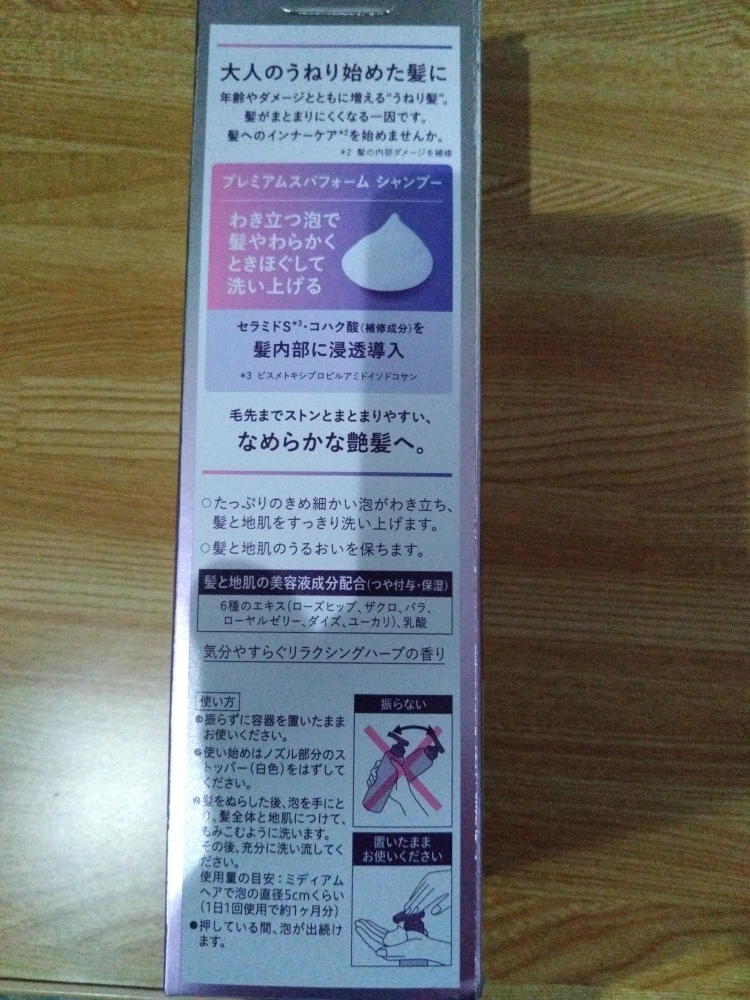 大人のうねり始めた髪に
年齢やダメージとともに増える"うねり髪"。
髪がまとまりにくくなる一因です。
髪へのインナーケア*2を始めませんか。
*2 髪の内部ダメージを補修
プレミアムスパフォーム シャンプー
わき立つ泡で
髪やわらかく
ときほぐして
洗い上げる
セラミドS*3・コハク酸(補修成分)を
髪内部に浸透導入
*3 ビスメトキシプロピルアミドイソドコサン
毛先までストンとまとまりやすい、
なめらかな艶髪へ。
○たっぷりのきめ細かい泡がわき立ち、
髪と地肌をすっきり洗い上げます。
○髪と地肌のうるおいを保ちます。
髪と地肌の美容液成分配合(つや付与・保湿)
6種のエキス(ローズヒップ、ザクロ、バラ、
ローヤルゼリー、ダイズ、ユーカリ)、乳酸
気分やすらぐリラクシングハーブの香り
使い方
●振らずに容器を置いたまま
お使いください。
●使い始めはノズル部分のス
トッパー(白色)をはずして
ください。
●髪をぬらした後、泡を手にと
り、髪全体と地肌につけて、
もみこむように洗います。
その後、充分に洗い流してく
ださい。
使用量の目安:ミディアム
ヘアで泡の直径5cmくらい
(1日1回使用で約1ヶ月分)
●押している間、泡が出続け
ます。
振らない
置いたまま
お使いください